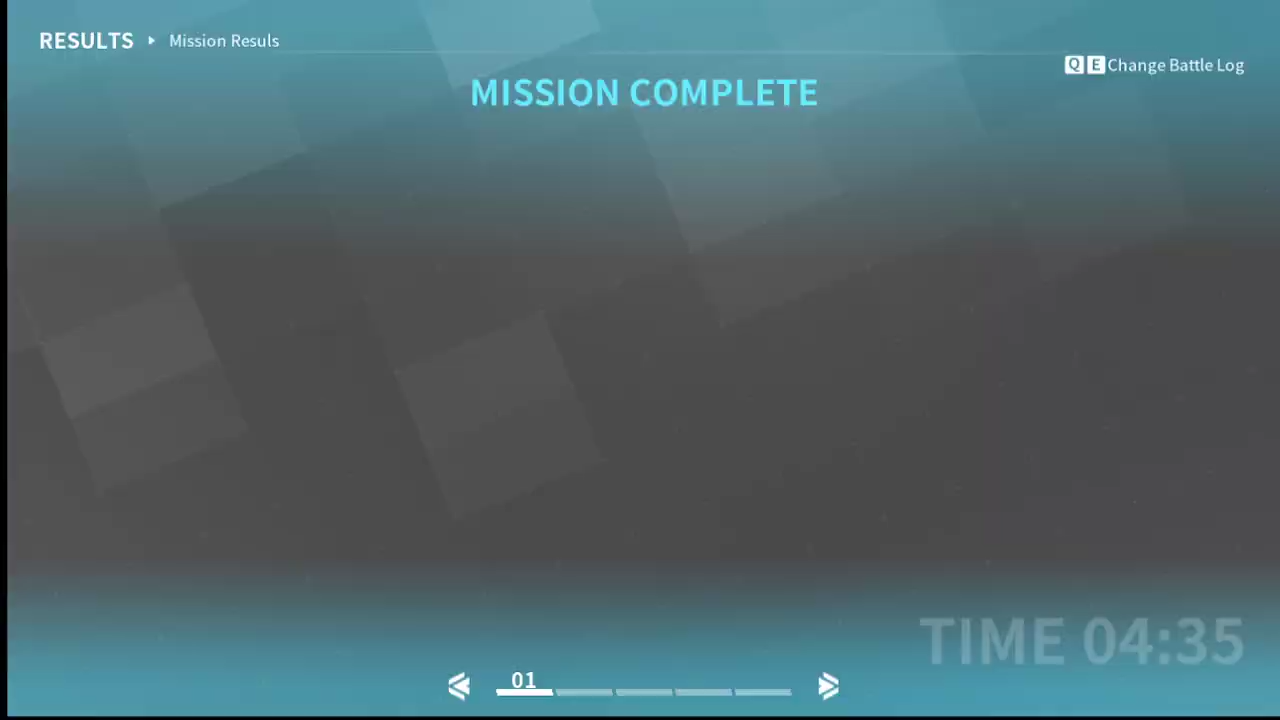 RESULTS ▸ Mission Resuls
Q E Change Battle Log
MISSION COMPLETE
TIME 04:35
01